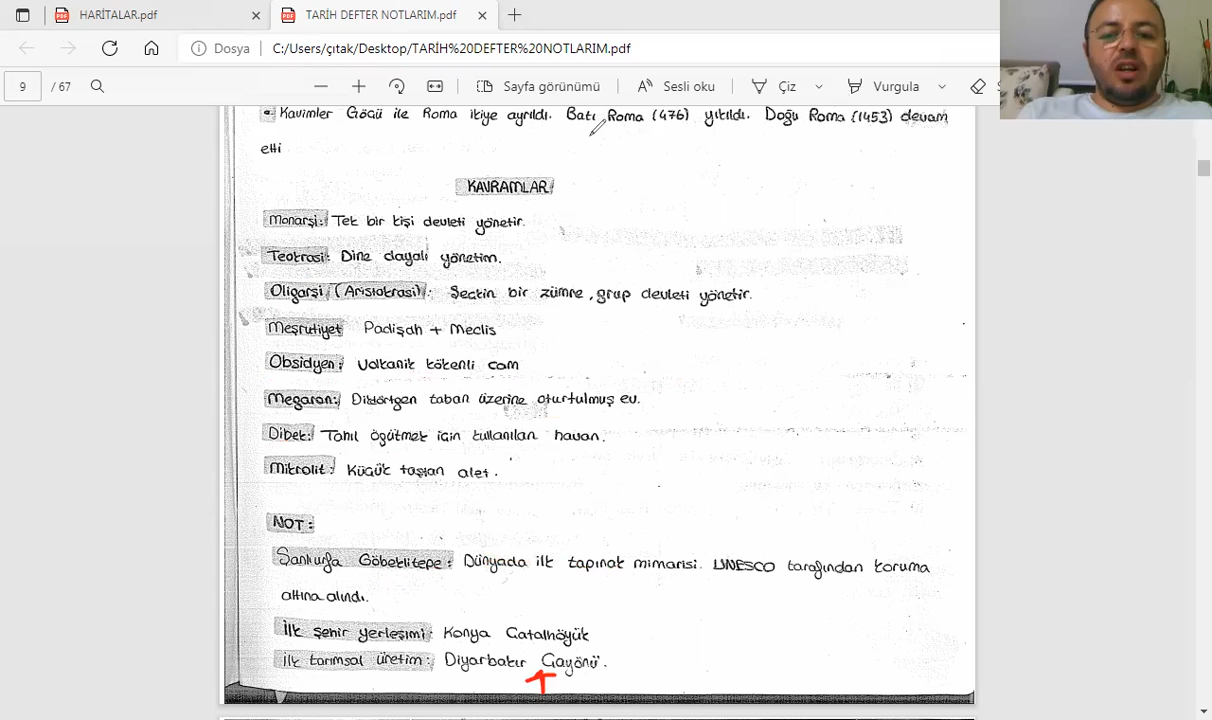 HARİTALAR.pdf
TARİH DEFTER NOTLARIM.pdf
Dosya C:/Users/çıtak/Desktop/TARİH%20DEFTER%20NOTLARIM.pdf
9 / 67 Sayfa görünümü Sesli oku Çiz Vurgula
Kavimler Göçü ile Roma ikiye ayrıldı. Batı Roma (476) yıkıldı. Doğu Roma (1453) devam
etti
KAVRAMLAR
Monarşi: Tek bir kişi devleti yönetir.
Teokrasi: Dine dayalı yönetim.
Oligarşi (Aristokrasi): Seçkin bir zümre, grup devleti yönetir.
Meşrutiyet Padişah + Meclis
Obsidyen: Volkanik kökenli cam
Megaron: Dikdörtgen taban üzerine oturtulmuş ev.
Dibek: Tahıl öğütmek için kullanılan havan.
Mikrolit: Küçük taştan alet.
NOT:
Şanlıurfa Göbeklitepe: Dünyada ilk tapınak mimarisi. UNESCO tarafından koruma
altına alındı.
İlk şehir yerleşimi: Konya Çatalhöyük
İlk tarımsal üretim: Diyarbakır Çayönü.